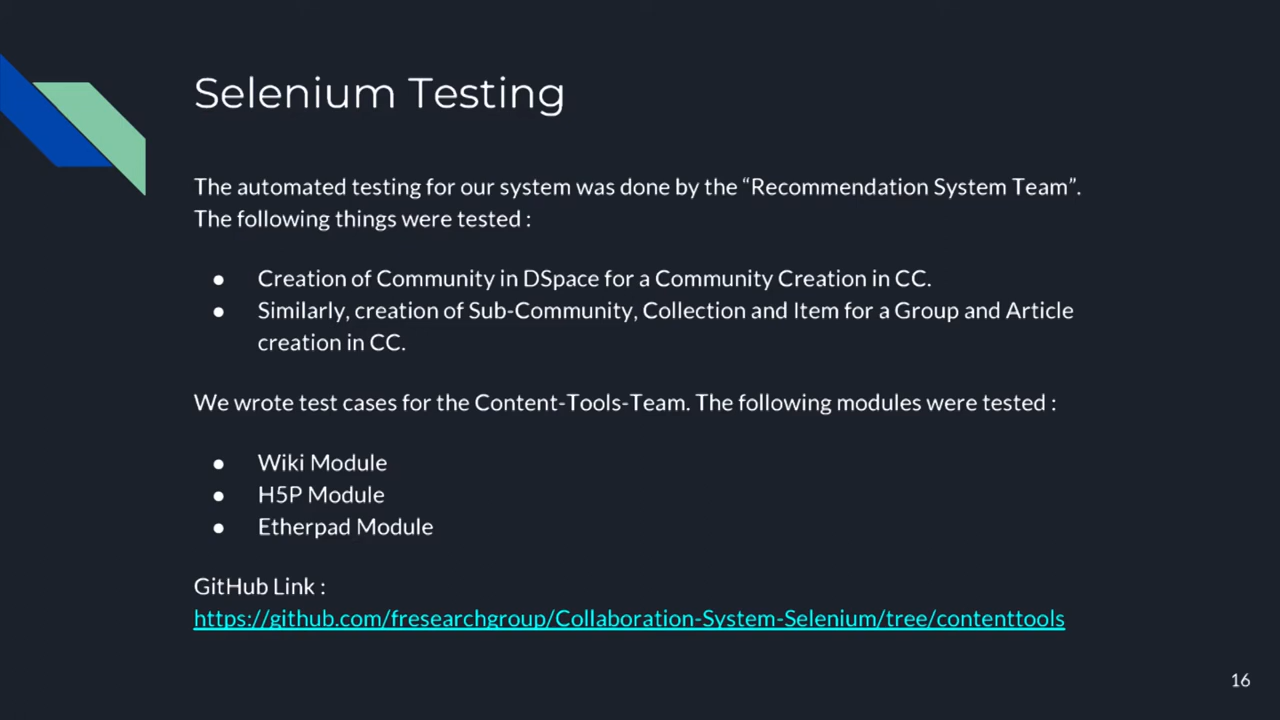 Selenium Testing
The automated testing for our system was done by the “Recommendation System Team”.
The following things were tested :
● Creation of Community in DSpace for a Community Creation in CC.
● Similarly, creation of Sub-Community, Collection and Item for a Group and Article
creation in CC.
We wrote test cases for the Content-Tools-Team. The following modules were tested :
● Wiki Module
● H5P Module
● Etherpad Module
GitHub Link :
https://github.com/fresearchgroup/Collaboration-System-Selenium/tree/contenttools
16